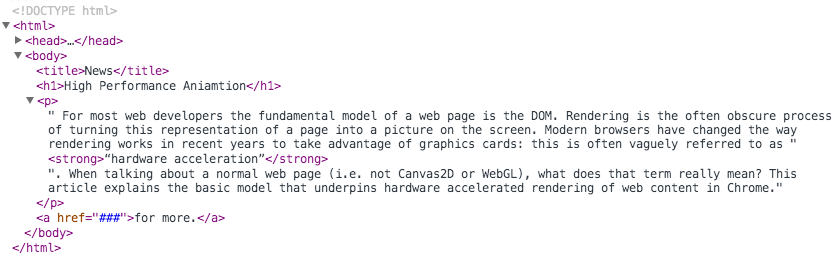 <!DOCTYPE html>
<html>
<head>…</head>
<body>
<title>News</title>
<h1>High Performance Aniamtion</h1>
<p>
" For most web developers the fundamental model of a web page is the DOM. Rendering is the often obscure process
of turning this representation of a page into a picture on the screen. Modern browsers have changed the way
rendering works in recent years to take advantage of graphics cards: this is often vaguely referred to as "
<strong>“hardware acceleration”</strong>
". When talking about a normal web page (i.e. not Canvas2D or WebGL), what does that term really mean? This
article explains the basic model that underpins hardware accelerated rendering of web content in Chrome."
</p>
<a href="###">for more.</a>
</body>
</html>